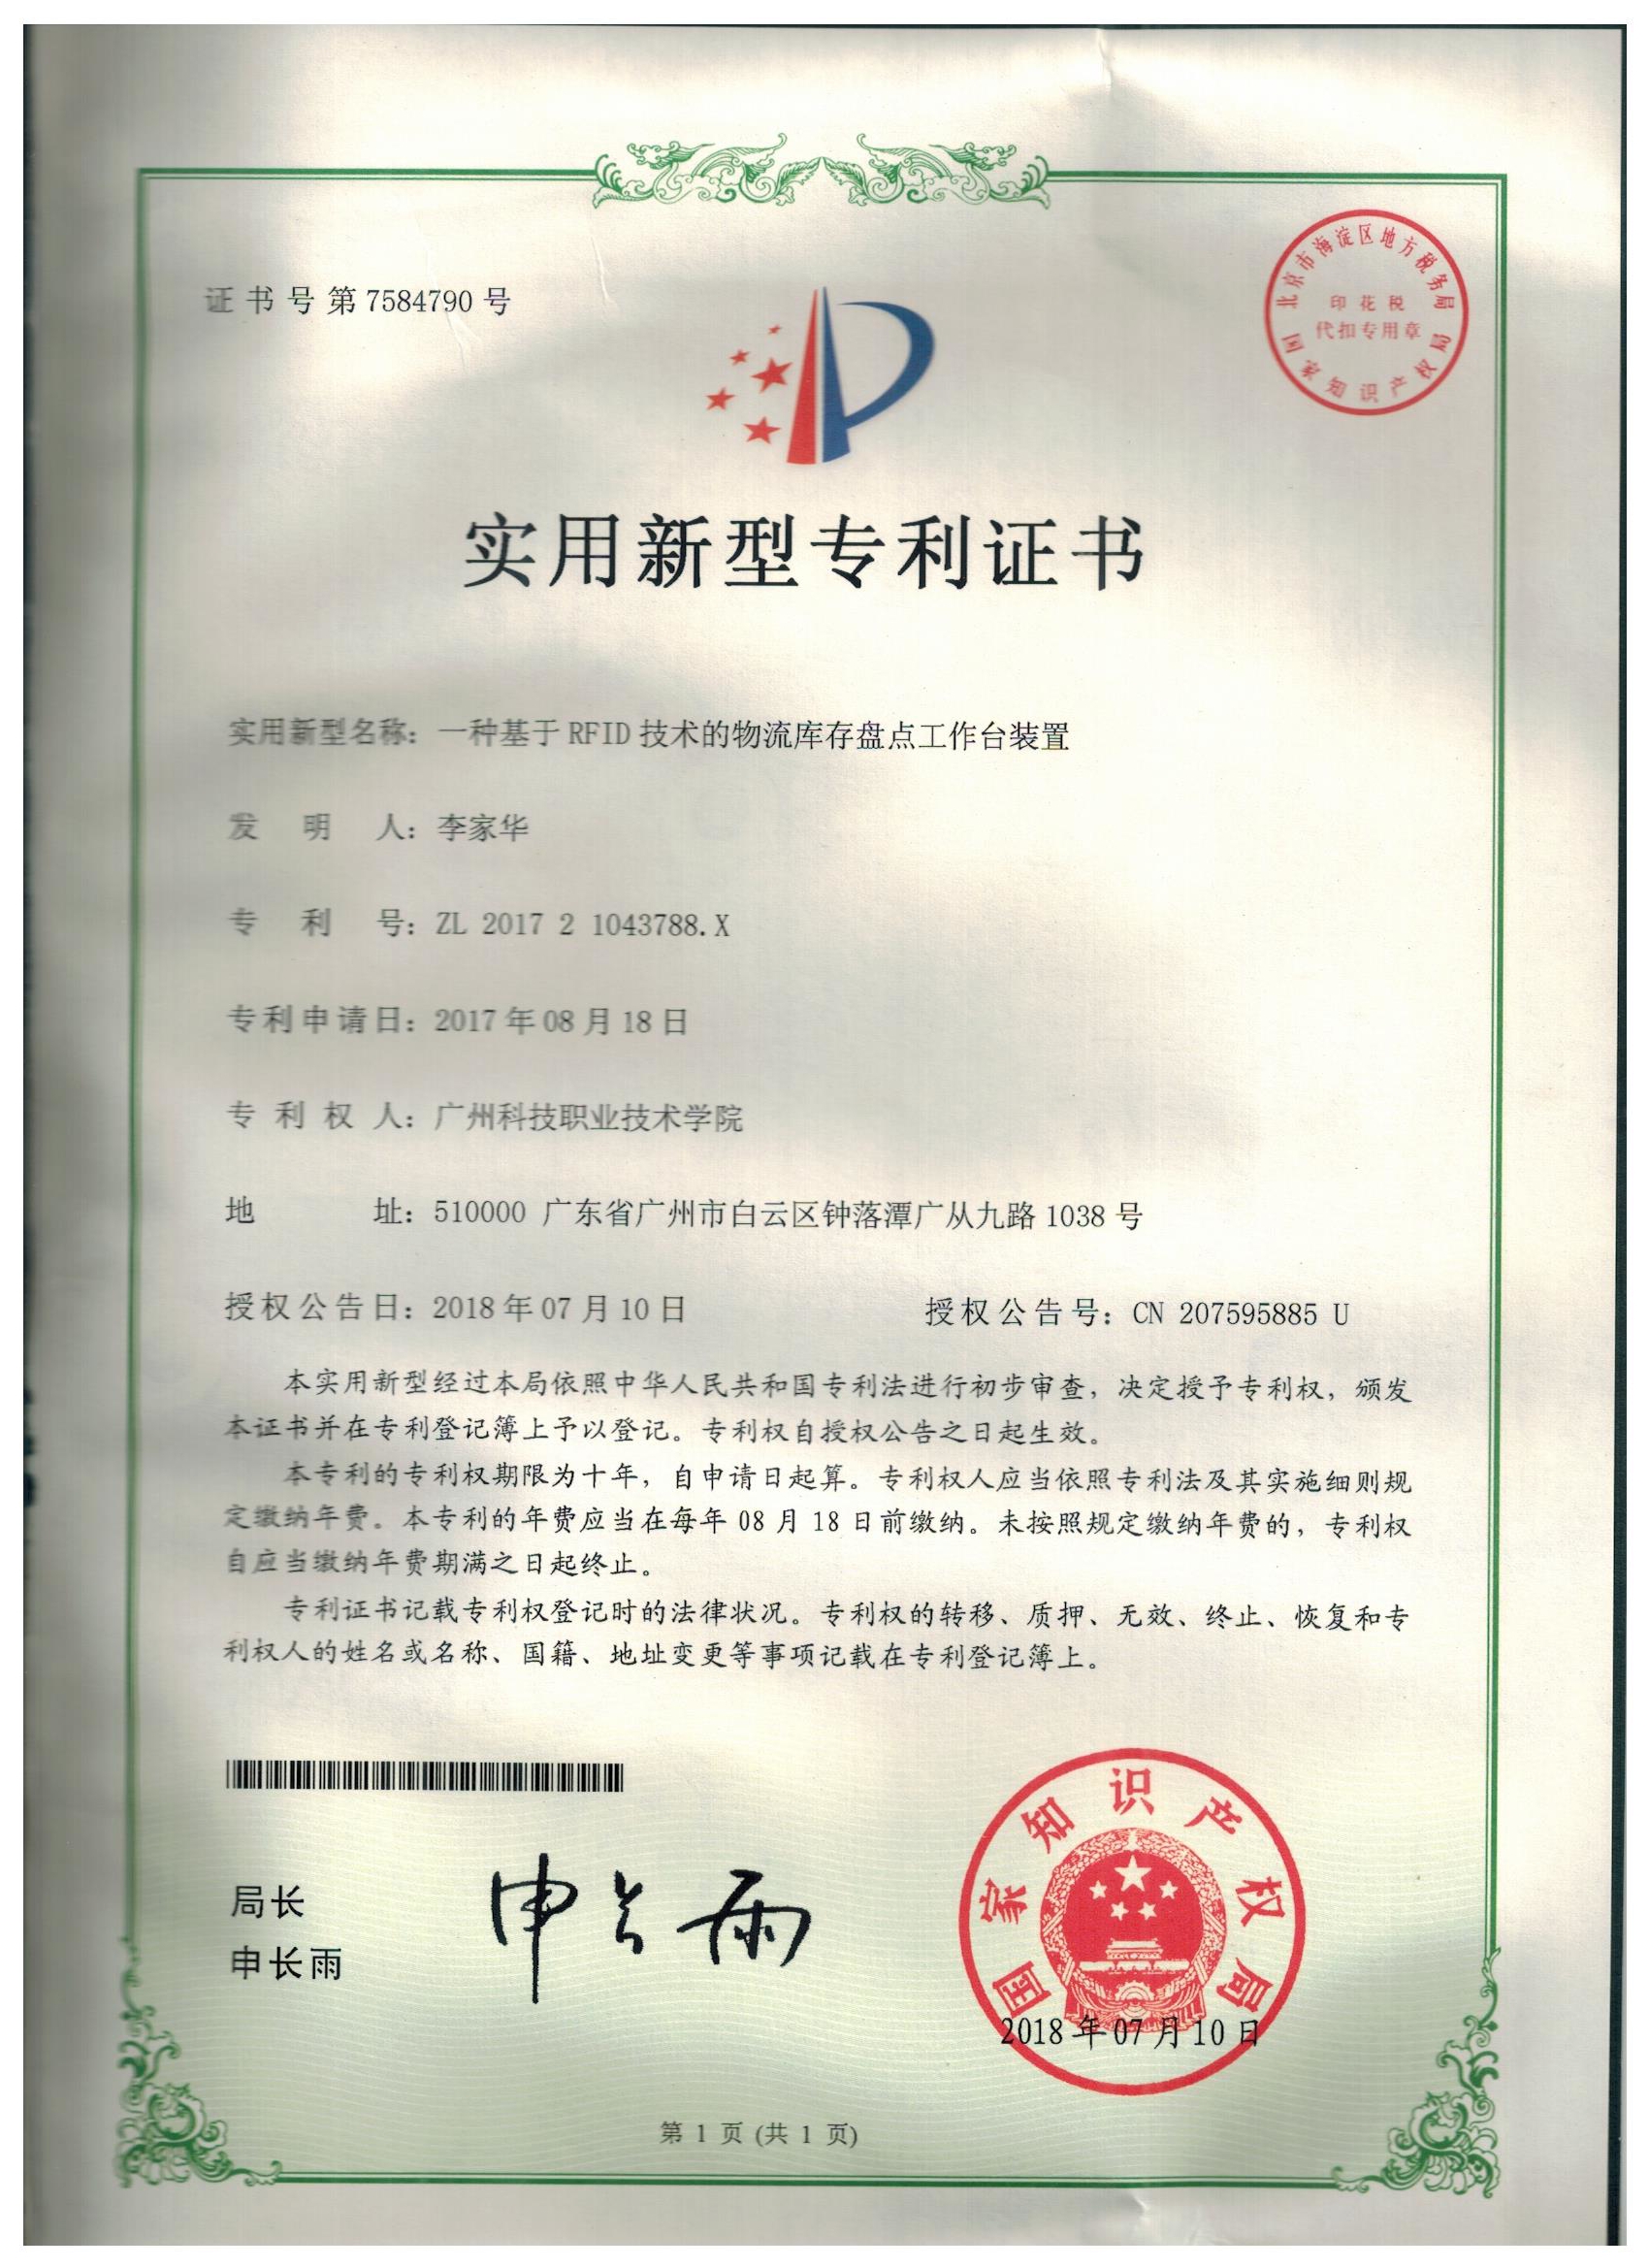 证书号第7584790号
北京市海淀区地方税务局
印花税
代扣专用章
国家知识产权局
实用新型专利证书
实用新型名称：一种基于RFID技术的物流库存盘点工作台装置
发明人：李家华
专利号：ZL 2017 2 1043788.X
专利申请日：2017年08月18日
专利权人：广州科技职业技术学院
地址：510000 广东省广州市白云区钟落潭广从九路1038号
授权公告日：2018年07月10日 授权公告号：CN 207595885 U
本实用新型经过本局依照中华人民共和国专利法进行初步审查，决定授予专利权，颁发
本证书并在专利登记簿上予以登记。专利权自授权公告之日起生效。
本专利的专利权期限为十年，自申请日起算。专利权人应当依照专利法及其实施细则规
定缴纳年费。本专利的年费应当在每年08月18日前缴纳。未按照规定缴纳年费的，专利权
自应当缴纳年费期满之日起终止。
专利证书记载专利权登记时的法律状况。专利权的转移、质押、无效、终止、恢复和专
利权人的姓名或名称、国籍、地址变更等事项记载在专利登记簿上。
局长
申长雨
申长雨
国家知识产权局
2018年07月10日
第 1 页 (共 1 页)